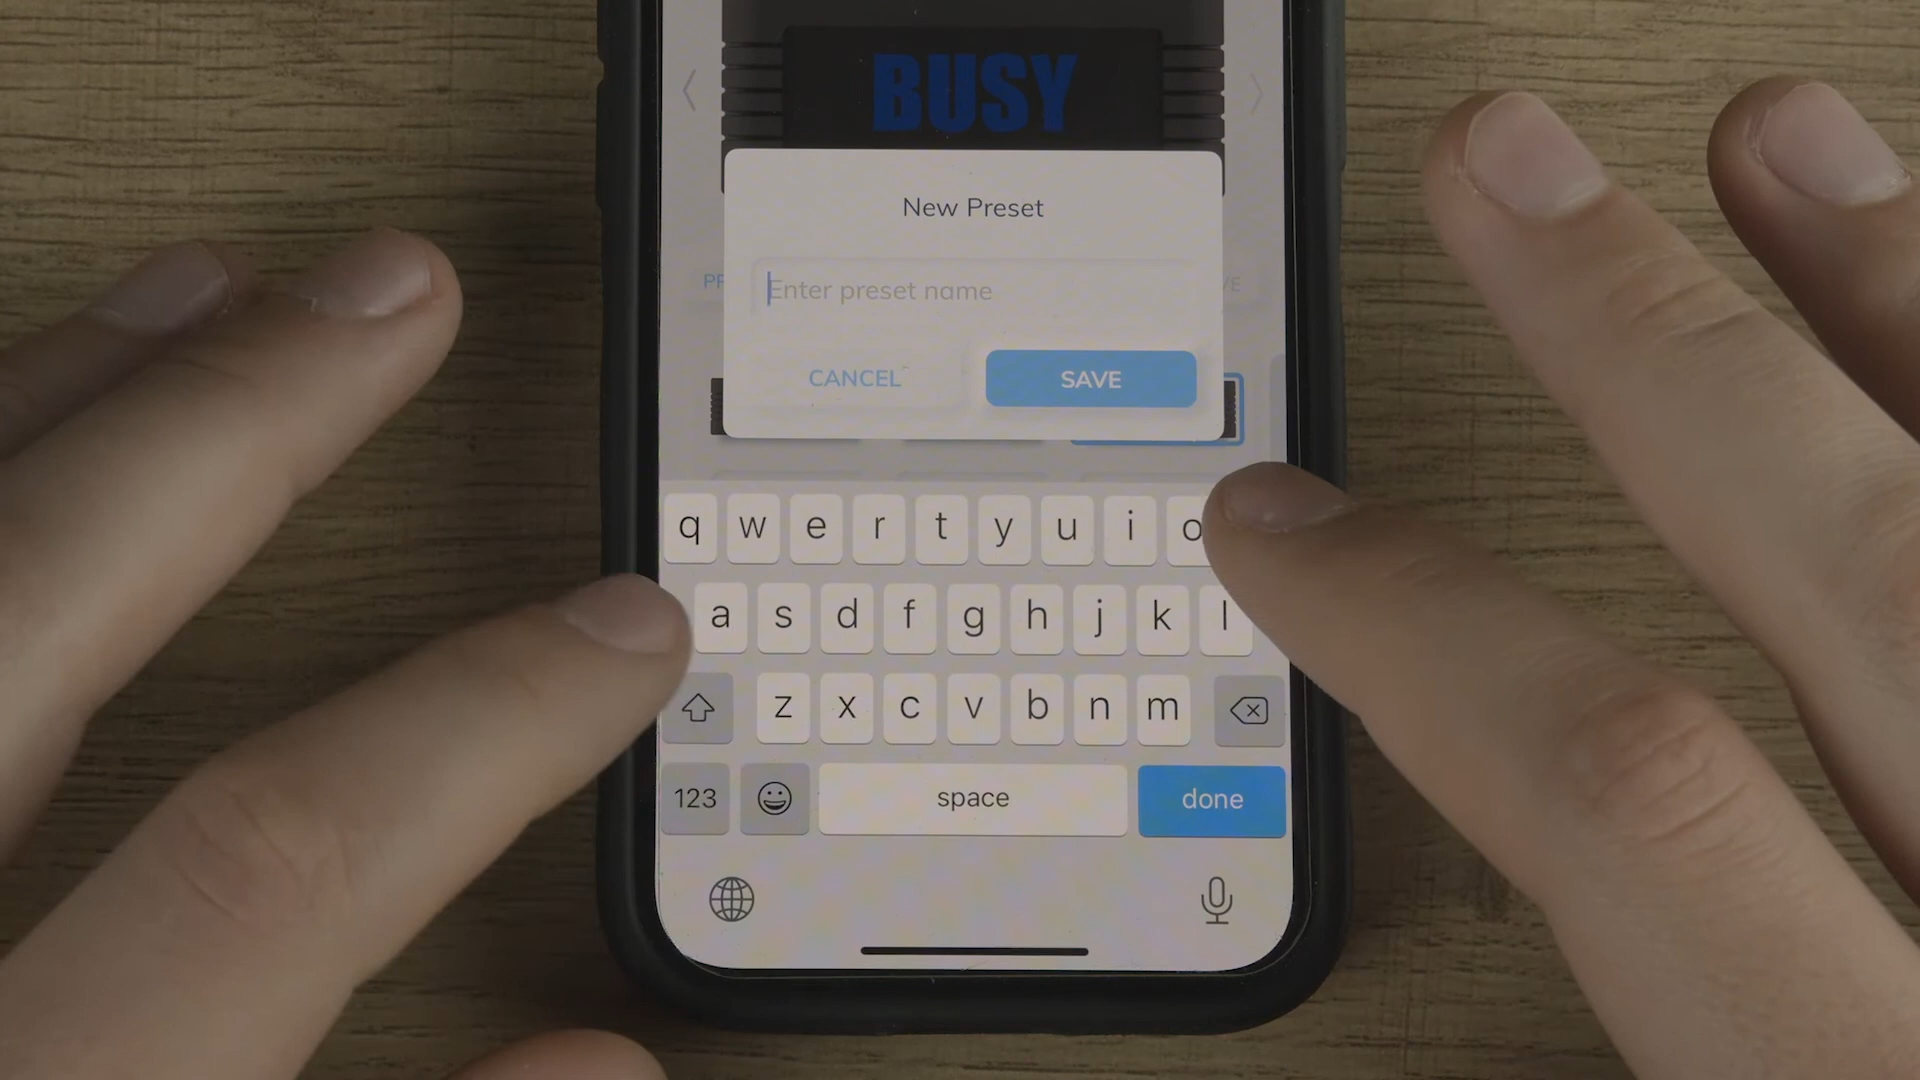 BUSY
New Preset
Enter preset name
CANCEL SAVE
q w e r t y u i o
a s d f g h j k l
z x c v b n m
123 space done